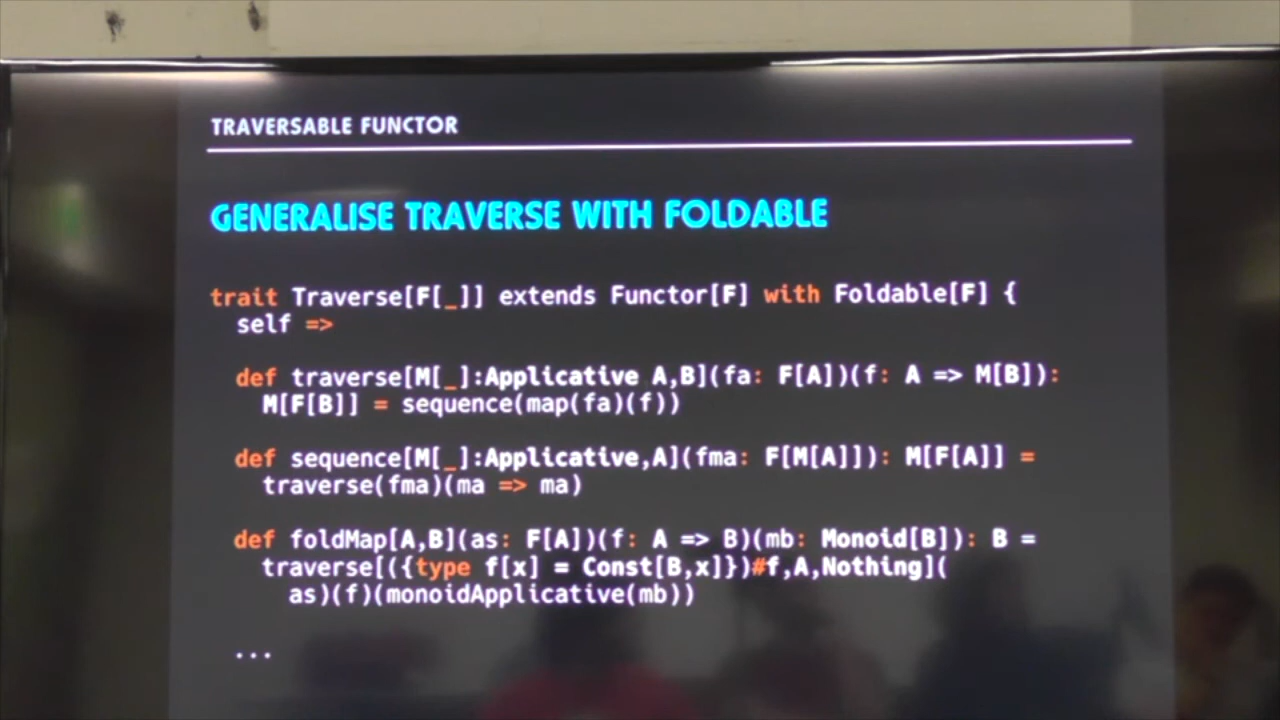 TRAVERSABLE FUNCTOR
GENERALISE TRAVERSE WITH FOLDABLE
trait Traverse[F[_]] extends Functor[F] with Foldable[F] {
self =>
def traverse[M[_]:Applicative A,B](fa: F[A])(f: A => M[B]):
M[F[B]] = sequence(map(fa)(f))
def sequence[M[_]:Applicative,A](fma: F[M[A]]): M[F[A]] =
traverse(fma)(ma => ma)
def foldMap[A,B](as: F[A])(f: A => B)(mb: Monoid[B]): B =
traverse[({type f[x] = Const[B,x]})#f,A,Nothing](
as)(f)(monoidApplicative(mb))
...